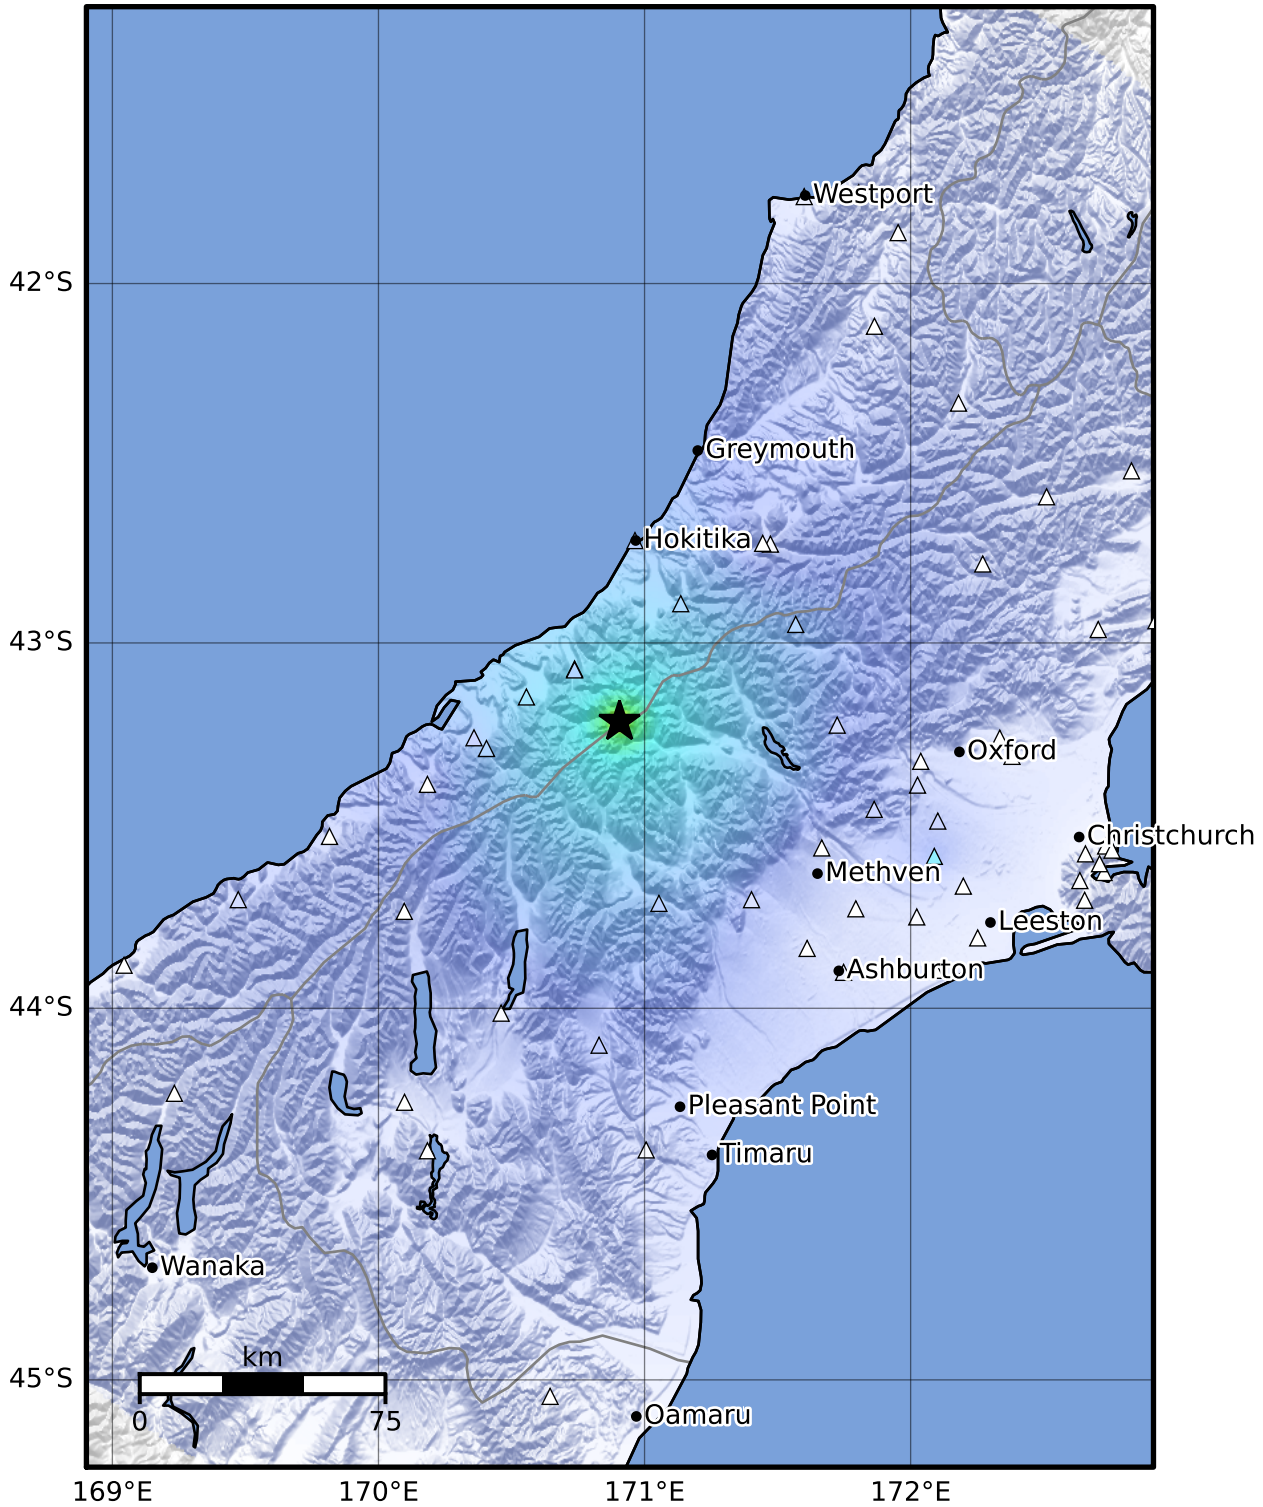 Westport
42°S
Greymouth
Hokitika
43°S
Oxford
Christchurch
Methven
Leeston
Ashburton
44°S
Pleasant Point
Timaru
Wanaka
km
45°S
0 75
Oamaru
169°E 170°E 171°E 172°E